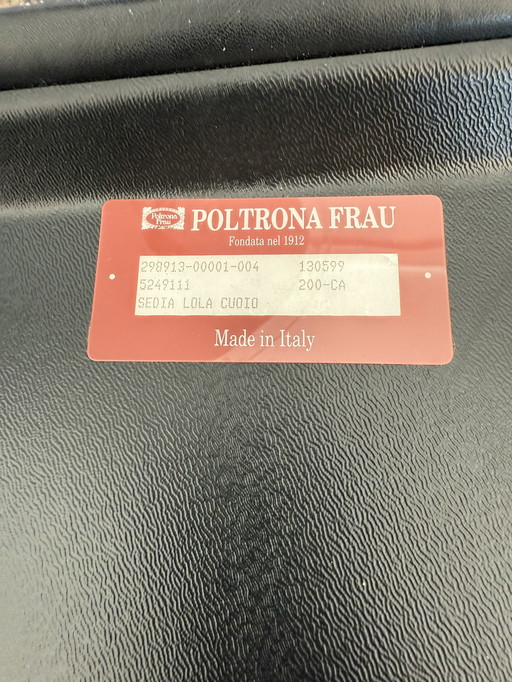 Poltrona
Frau
POLTRONA FRAU
Fondata nel 1912
298913-00001-004 130599
5249111 200-CA
SEDIA LOLA CUOIO
Made in Italy